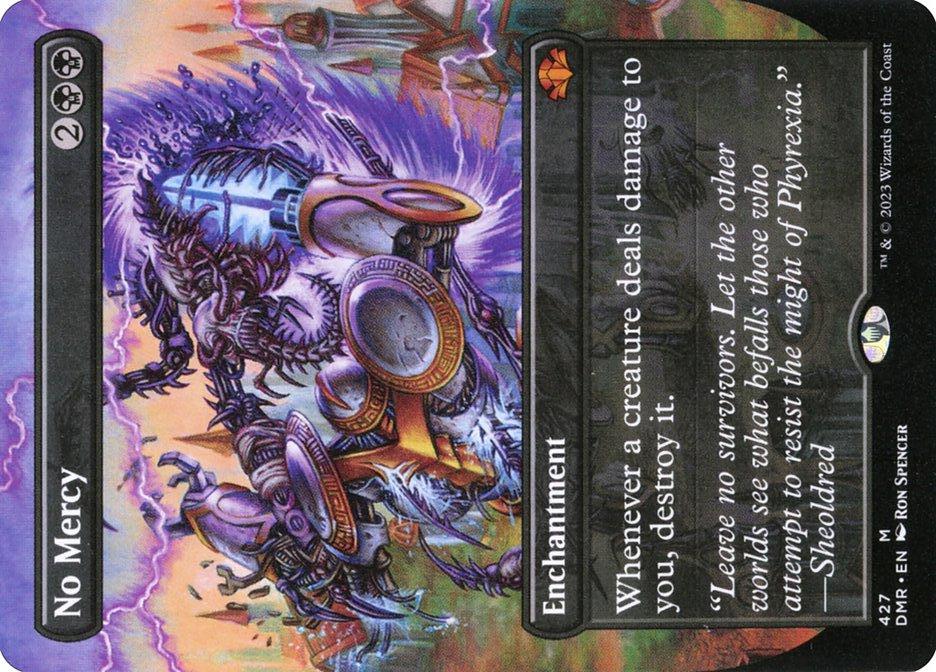 No Mercy 2
Enchantment
Whenever a creature deals damage to
you, destroy it.
“Leave no survivors. Let the other
worlds see what befalls those who
attempt to resist the might of Phyrexia.”
—Sheoldred
427 M
DMR • EN RON SPENCER
™ & © 2023 Wizards of the Coast